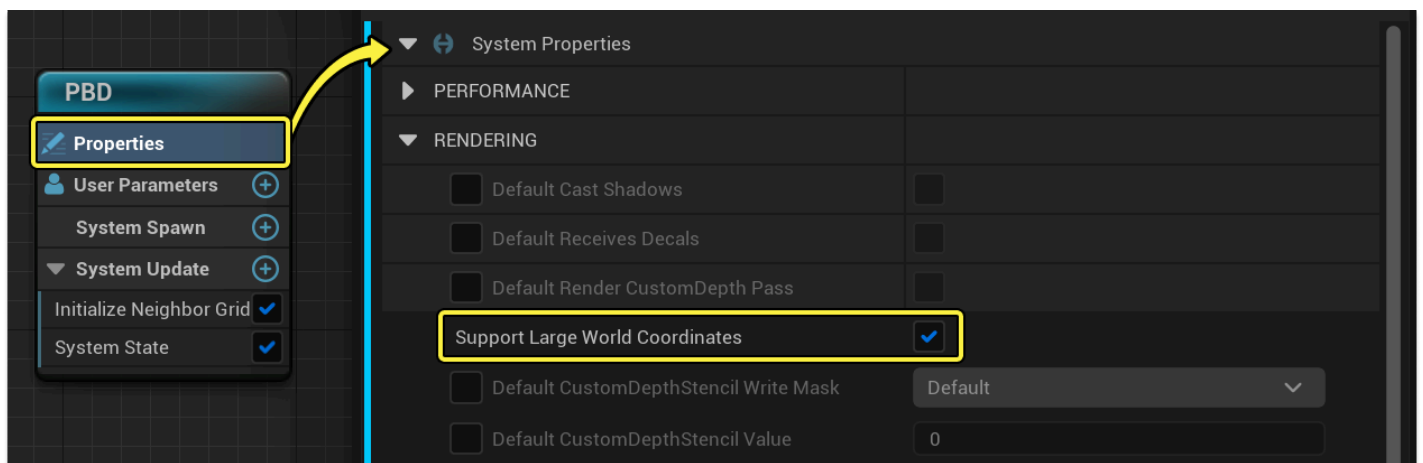 PBD
Properties
User Parameters
System Spawn
System Update
Initialize Neighbor Grid
System State
System Properties
PERFORMANCE
RENDERING
Default Cast Shadows
Default Receives Decals
Default Render CustomDepth Pass
Support Large World Coordinates
Default CustomDepthStencil Write Mask Default
Default CustomDepthStencil Value 0